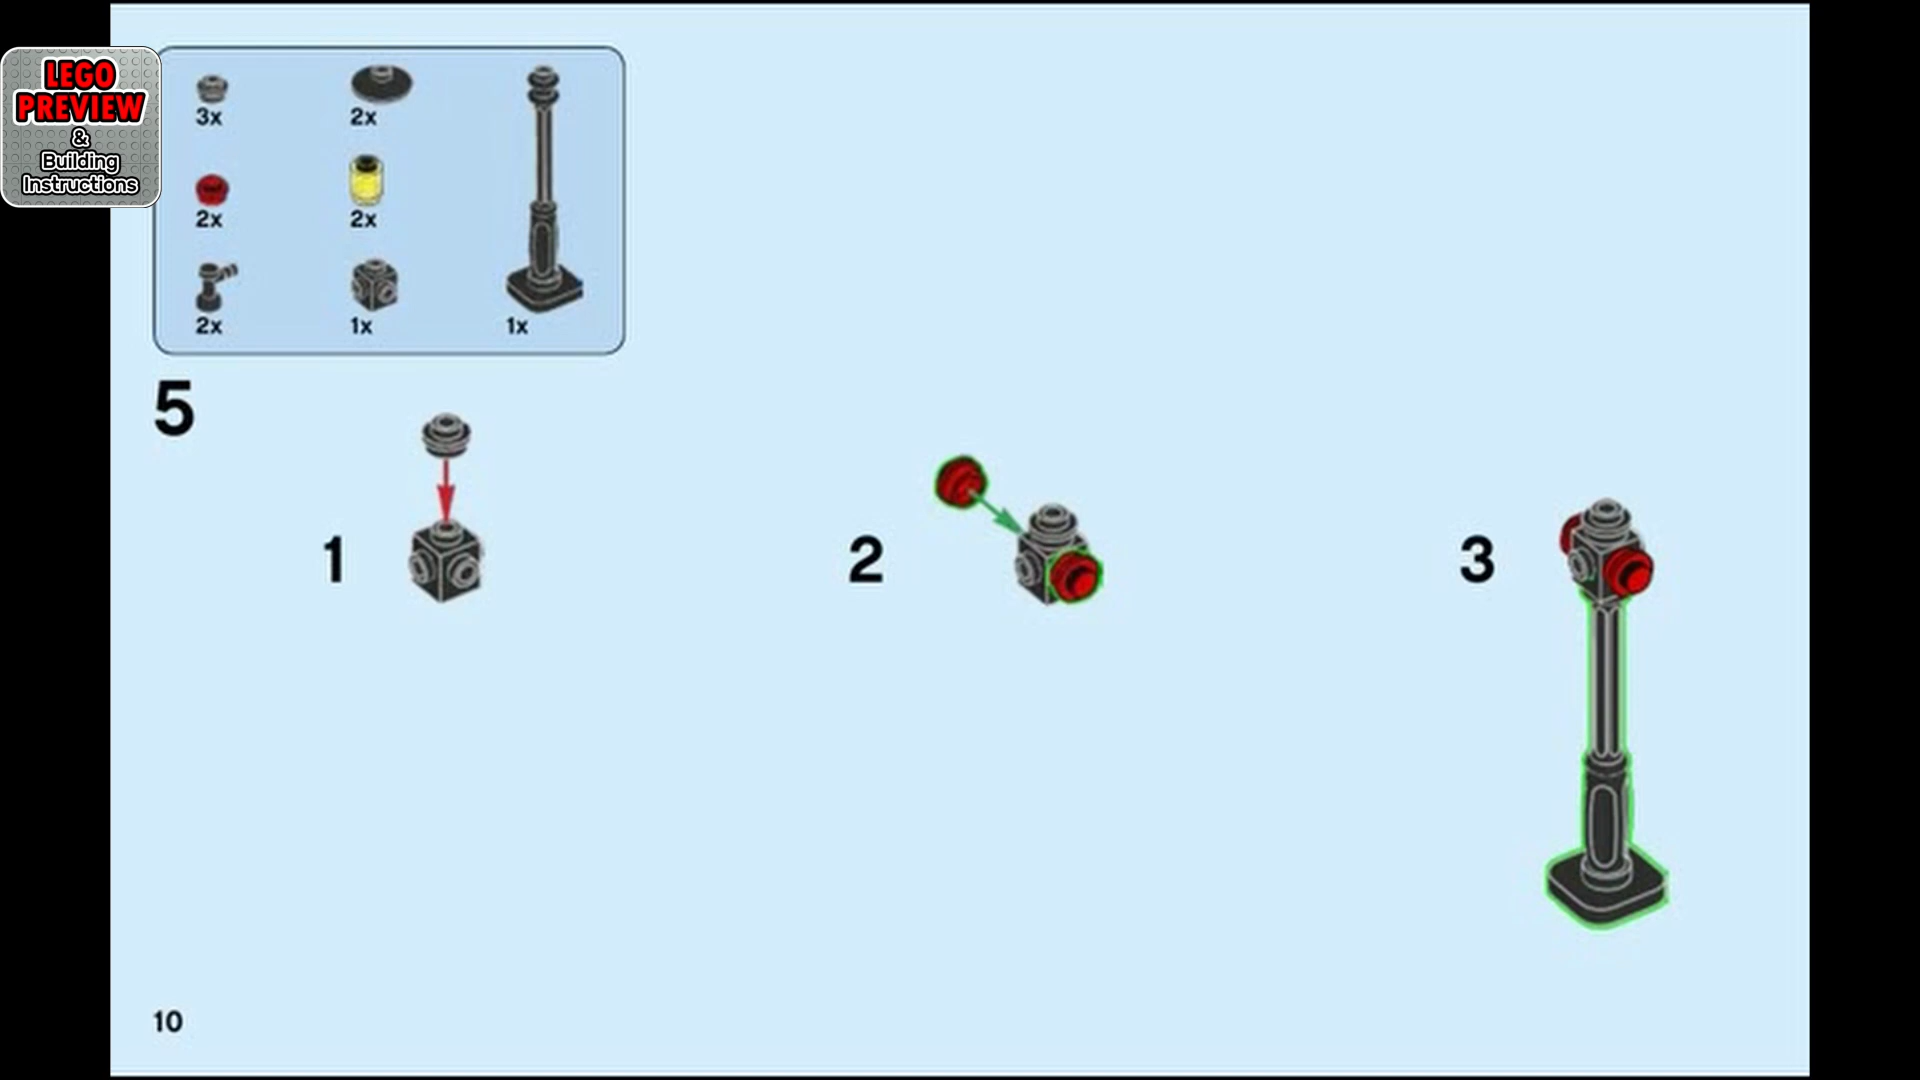 LEGO
PREVIEW
&
Building
Instructions
3x
2x
2x
2x
2x
1x
1x
5
1
2
3
10